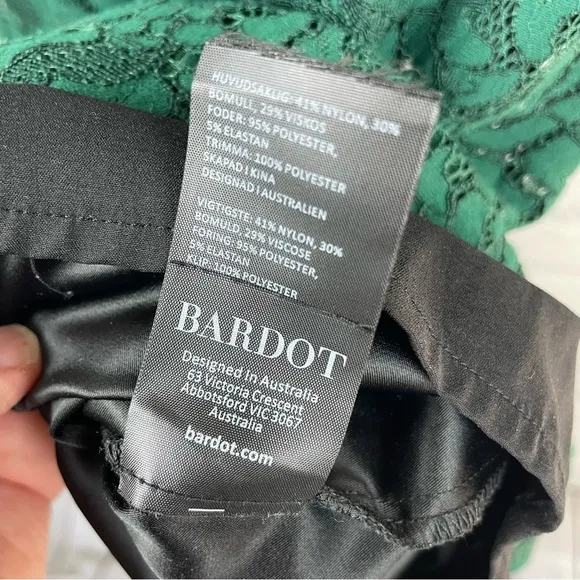 HUVUDSAKLIG: 41% NYLON, 30%
BOMULL, 29% VISKOS
FODER: 95% POLYESTER,
5% ELASTAN
TRIMMA: 100% POLYESTER
SKAPAD I KINA
DESIGNAD I AUSTRALIEN
VIGTIGSTE: 41% NYLON, 30%
BOMULD, 29% VISCOSE
FORING: 95% POLYESTER,
5% ELASTAN
KLIP: 100% POLYESTER
BARDOT
Designed in Australia
63 Victoria Crescent
Abbotsford VIC 3067
Australia
bardot.com